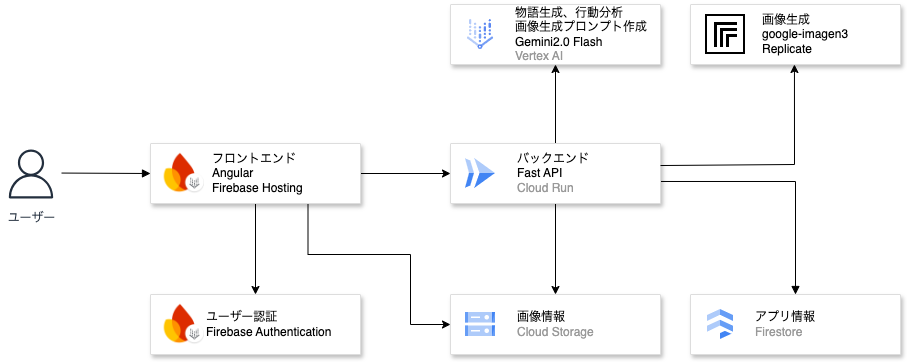 物語生成、行動分析
画像生成プロンプト作成
Gemini2.0 Flash
Vertex AI
画像生成
google-imagen3
Replicate
ユーザー
フロントエンド
Angular
Firebase Hosting
バックエンド
Fast API
Cloud Run
ユーザー認証
Firebase Authentication
画像情報
Cloud Storage
アプリ情報
Firestore